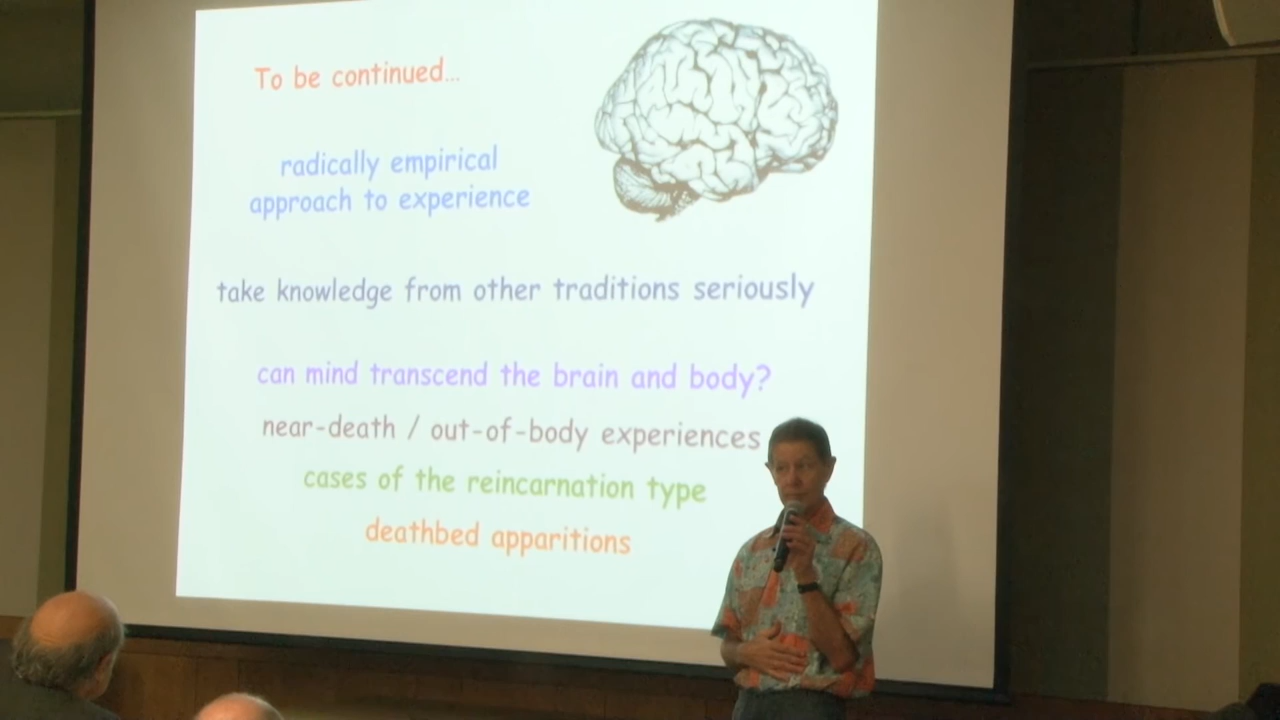 To be continued...
radically empirical
approach to experience
take knowledge from other traditions seriously
can mind transcend the brain and body?
near-death / out-of-body experiences
cases of the reincarnation type
deathbed apparitions